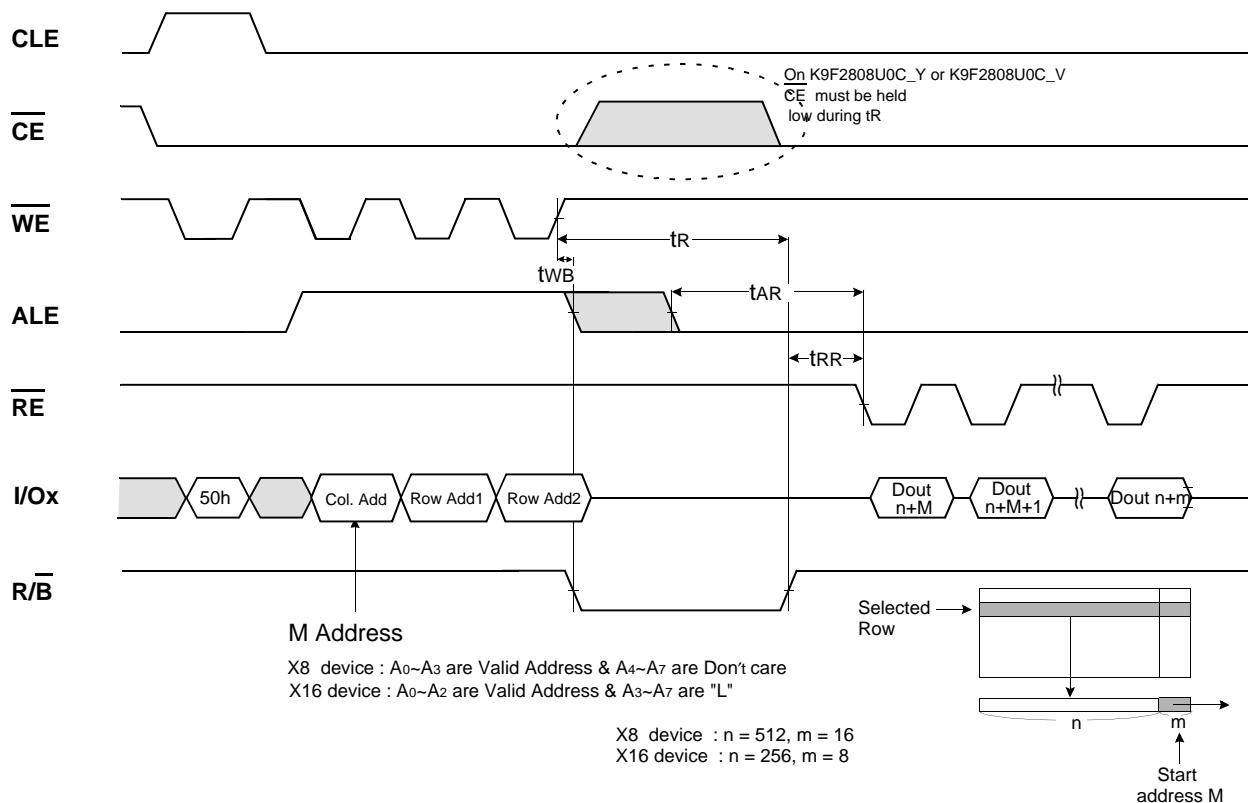 CLE
On K9F2808U0C_Y or K9F2808U0C_V
CE must be held
low during tR
CE
WE
tR
tWB
ALE
tAR
tRR
RE
I/Ox
50h
Col. Add
Row Add1
Row Add2
Dout
n+M
Dout
n+M+1
Dout n+m
R/B
Selected
Row
M Address
X8 device : A0~A3 are Valid Address & A4~A7 are Don't care
X16 device : A0~A2 are Valid Address & A3~A7 are "L"
n
m
X8 device : n = 512, m = 16
X16 device : n = 256, m = 8
Start
address M